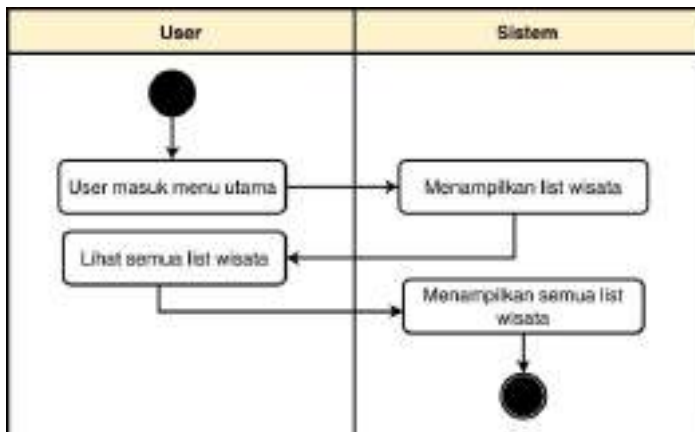 User
Sistem
User masuk menu utama
Menampilkan list wisata
Lihat semua list wisata
Menampilkan semua list
wisata